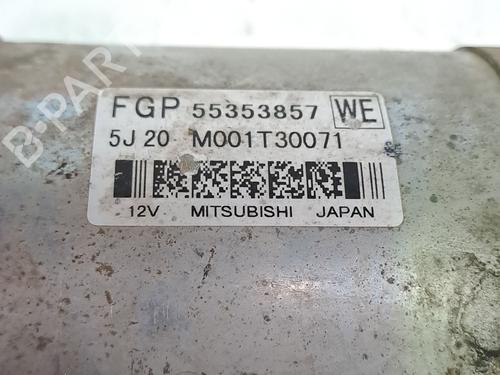 FGP 55353857 WE
5J 20 M001T30071
12V MITSUBISHI JAPAN
B-PARTS